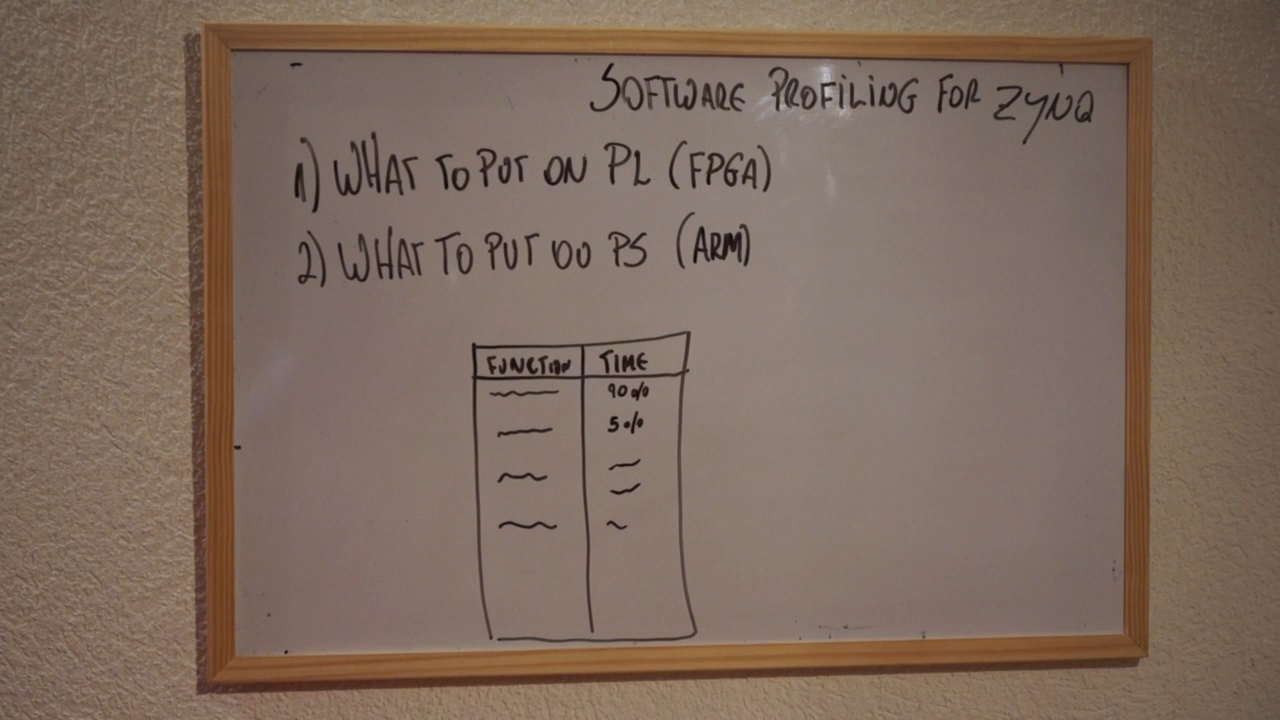 SOFTWARE PROFILING FOR ZYNQ
1) WHAT TO PUT ON PL (FPGA)
2) WHAT TO PUT ON PS (ARM)
FUNCTION TIME
90%
5%